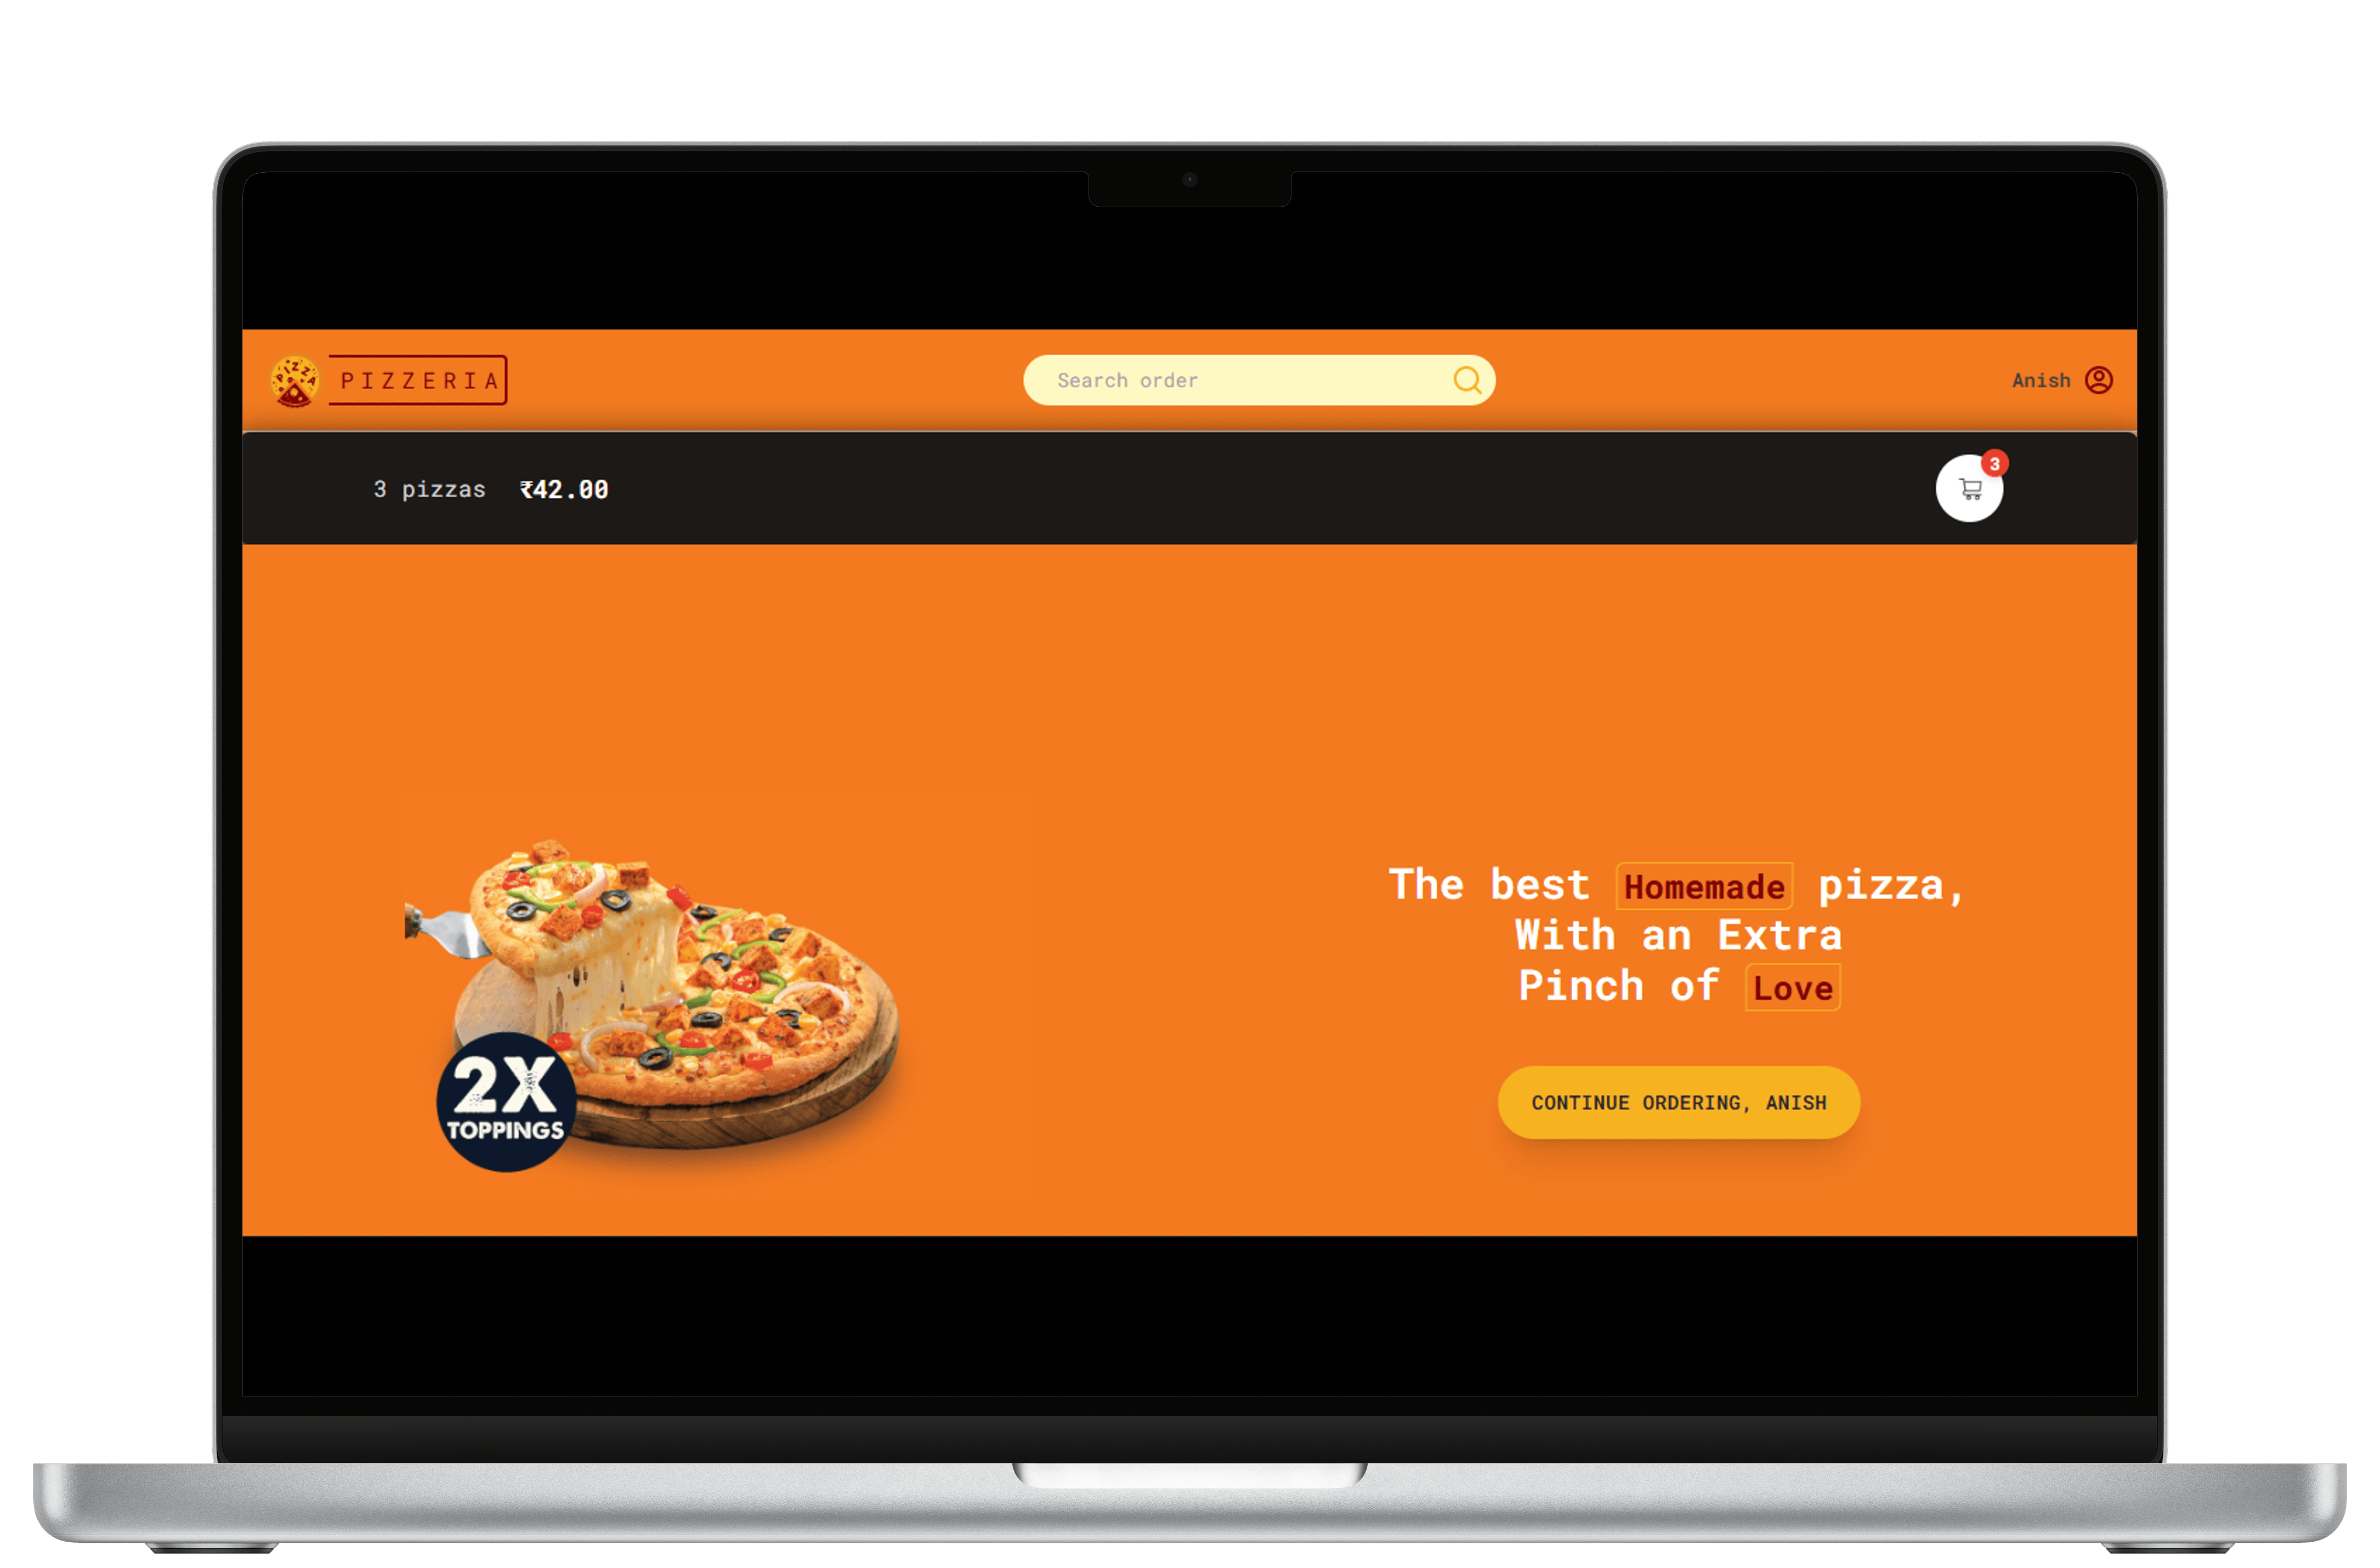 PIZZA
PIZZERIA
Search order
Anish
3 pizzas ₹42.00
3
The best Homemade pizza,
With an Extra
Pinch of Love
2X
TOPPINGS
CONTINUE ORDERING, ANISH